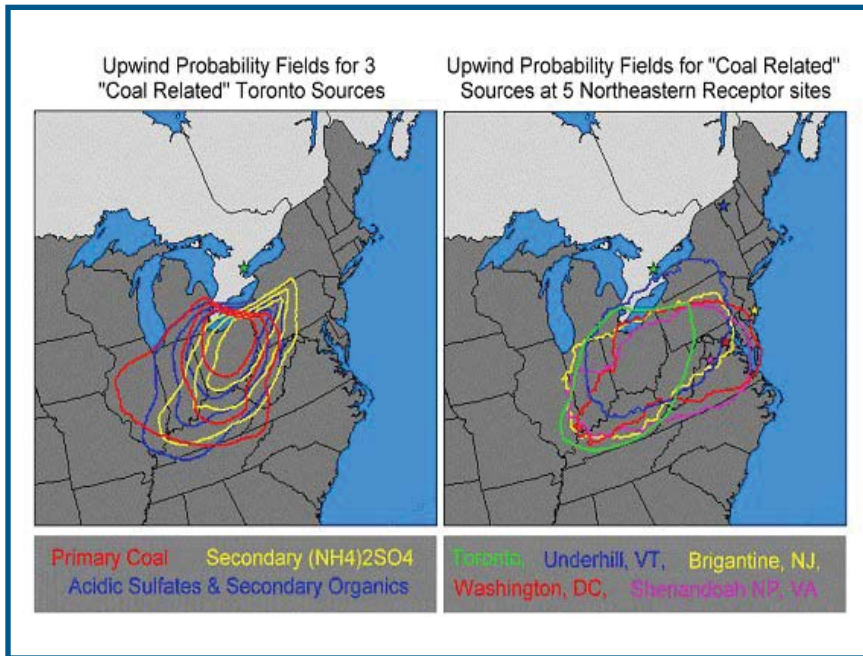 Upwind Probability Fields for 3
"Coal Related" Toronto Sources
Upwind Probability Fields for "Coal Related"
Sources at 5 Northeastern Receptor sites
Primary Coal Secondary (NH4)2SO4
Acidic Sulfates & Secondary Organics
Toronto, Underhill, VT, Brigantine, NJ,
Washington, DC, Shenandoah NP, VA